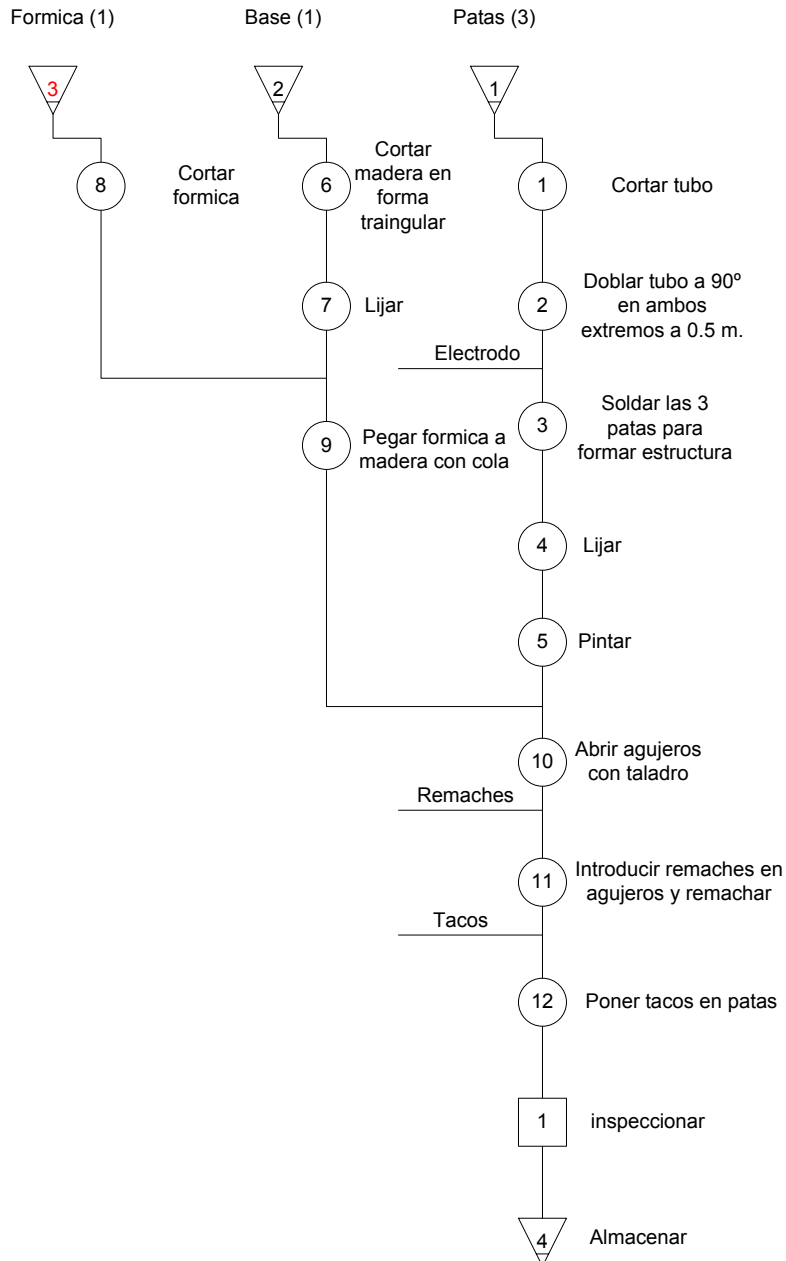 Formica (1)
Base (1)
Patas (3)
3
2
1
8
Cortar
formica
6
Cortar
madera en
forma
traingular
1
Cortar tubo
7
Lijar
2
Doblar tubo a 90º
en ambos
extremos a 0.5 m.
Electrodo
9
Pegar formica a
madera con cola
3
Soldar las 3
patas para
formar estructura
4
Lijar
5
Pintar
10
Abrir agujeros
con taladro
Remaches
11
Introducir remaches en
agujeros y remachar
Tacos
12
Poner tacos en patas
1
inspeccionar
4
Almacenar